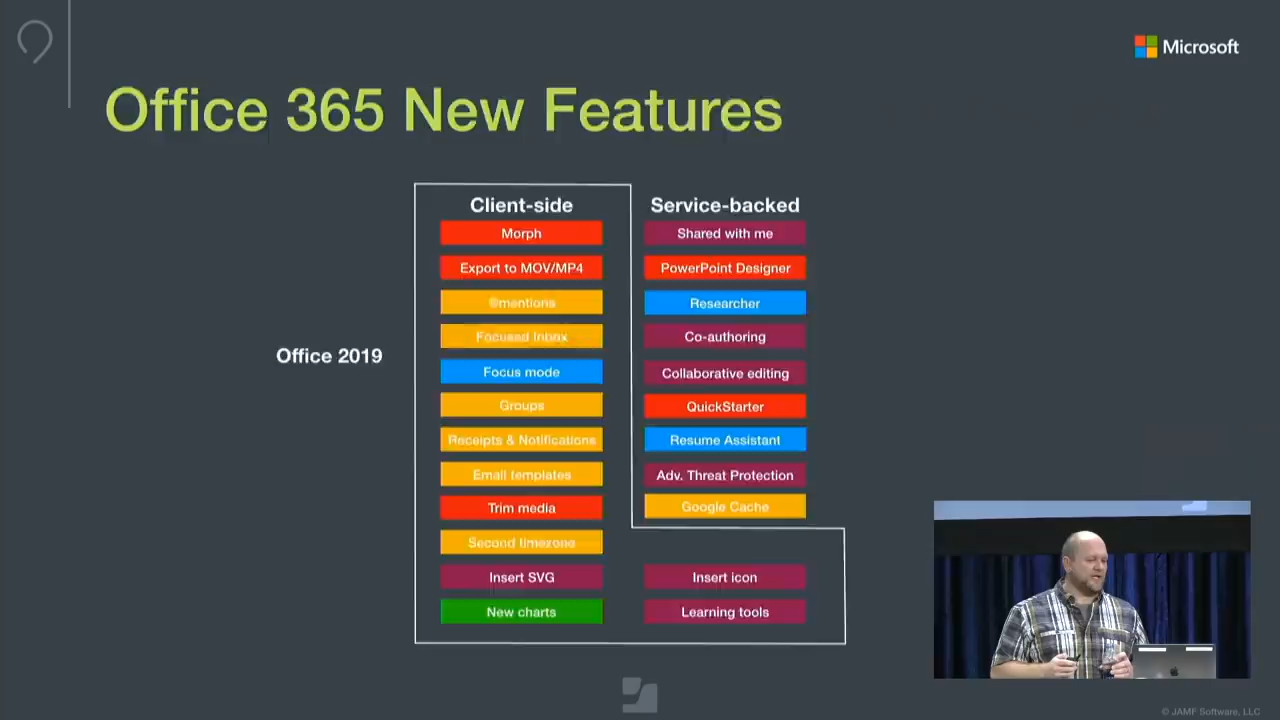 Microsoft
Office 365 New Features
Client-side
Service-backed
Morph
Shared with me
Export to MOV/MP4
PowerPoint Designer
@mentions
Researcher
Focused Inbox
Co-authoring
Office 2019
Focus mode
Collaborative editing
Groups
QuickStarter
Receipts & Notifications
Resume Assistant
Email templates
Adv. Threat Protection
Trim media
Google Cache
Second timezone
Insert SVG
Insert icon
New charts
Learning tools
© JAMF Software, LLC